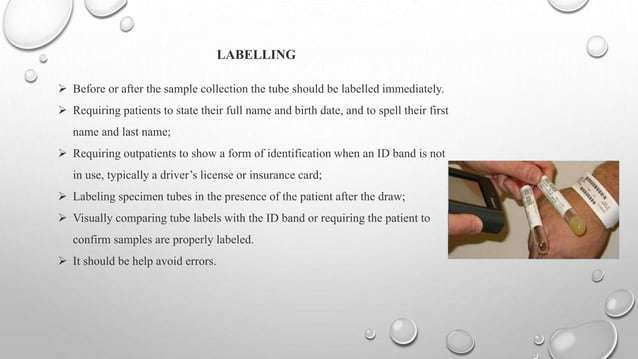 LABELLING
➢ Before or after the sample collection the tube should be labelled immediately.
➢ Requiring patients to state their full name and birth date, and to spell their first
name and last name;
➢ Requiring outpatients to show a form of identification when an ID band is not
in use, typically a driver’s license or insurance card;
➢ Labeling specimen tubes in the presence of the patient after the draw;
➢ Visually comparing tube labels with the ID band or requiring the patient to
confirm samples are properly labeled.
➢ It should be help avoid errors.